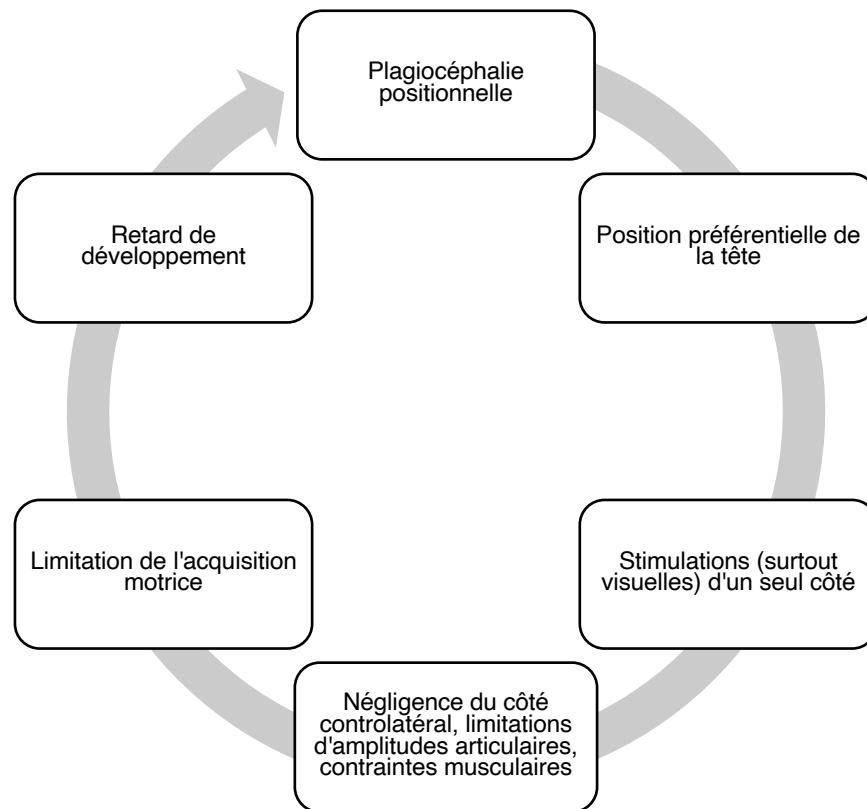 Plagiocéphalie
positionnelle
Position préférentielle de
la tête
Stimulations (surtout
visuelles) d'un seul côté
Négligence du côté
controlatéral, limitations
d'amplitudes articulaires,
contraintes musculaires
Limitation de l'acquisition
motrice
Retard de
développement